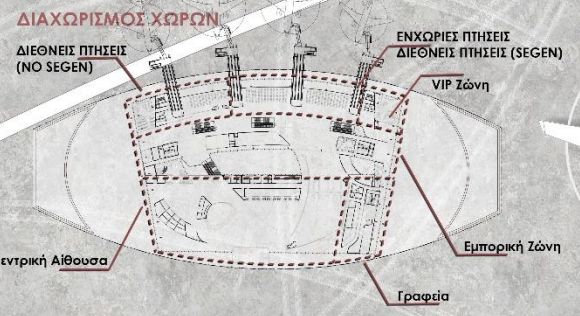 ΔΙΑΧΩΡΙΣΜΟΣ ΧΩΡΩΝ
ΔΙΕΘΝΕΙΣ ΠΤΗΣΕΙΣ
(NO SEGEN)
ΕΝΧΩΡΙΕΣ ΠΤΗΣΕΙΣ
ΔΙΕΘΝΕΙΣ ΠΤΗΣΕΙΣ (SEGEN)
VIP Ζώνη
εντρική Αίθουσα
Εμπορική Ζώνη
Γραφεία